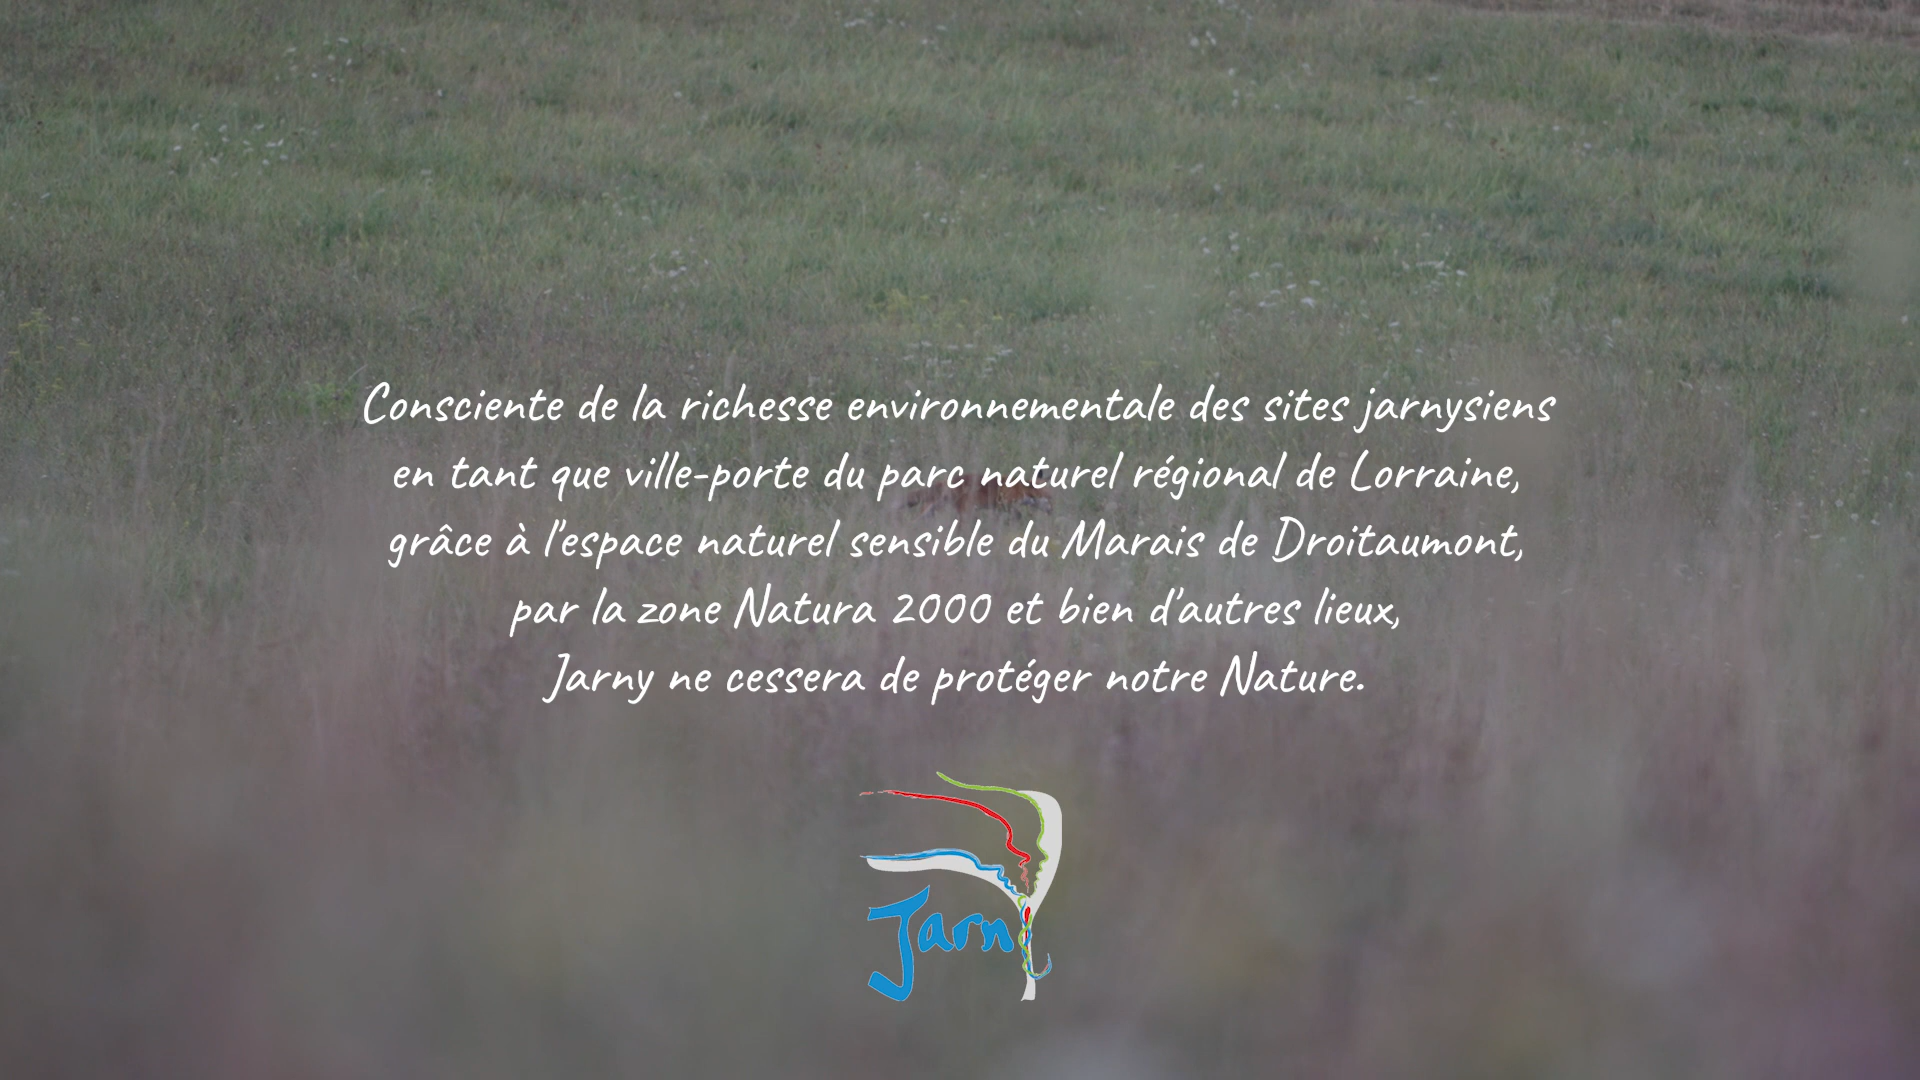 Consciente de la richesse environnementale des sites jarnysiens
en tant que ville-porte du parc naturel régional de Lorraine,
grâce à l'espace naturel sensible du Marais de Droitaumont,
par la zone Natura 2000 et bien d'autres lieux,
Jarny ne cessera de protéger notre Nature.
Jarny